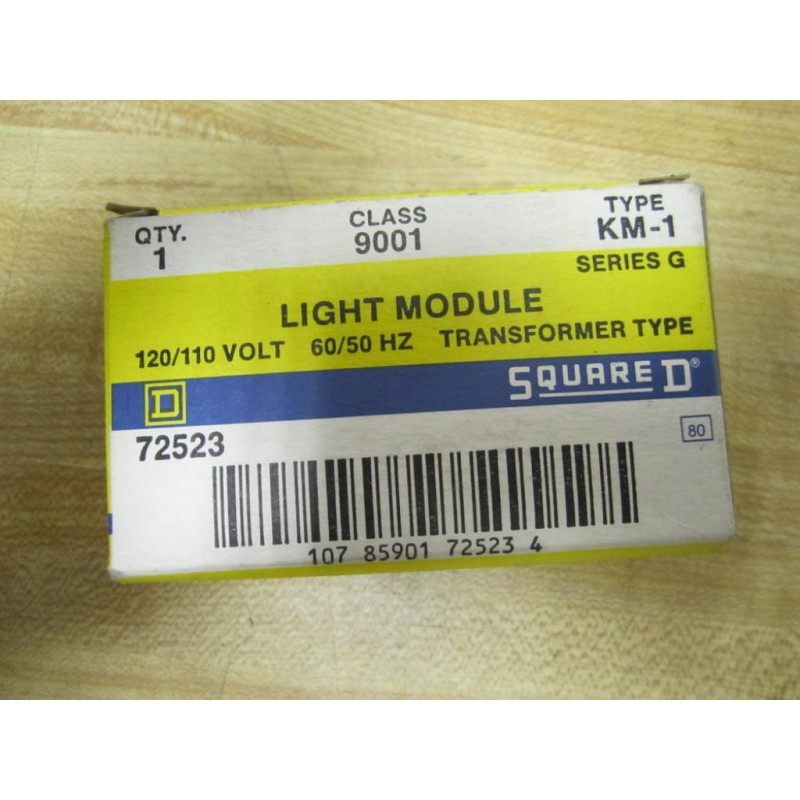 QTY.
1
CLASS
9001
TYPE
KM-1
SERIES G
LIGHT MODULE
120/110 VOLT 60/50 HZ TRANSFORMER TYPE
D
SQUARE D®
72523
80
107 85901 72523 4